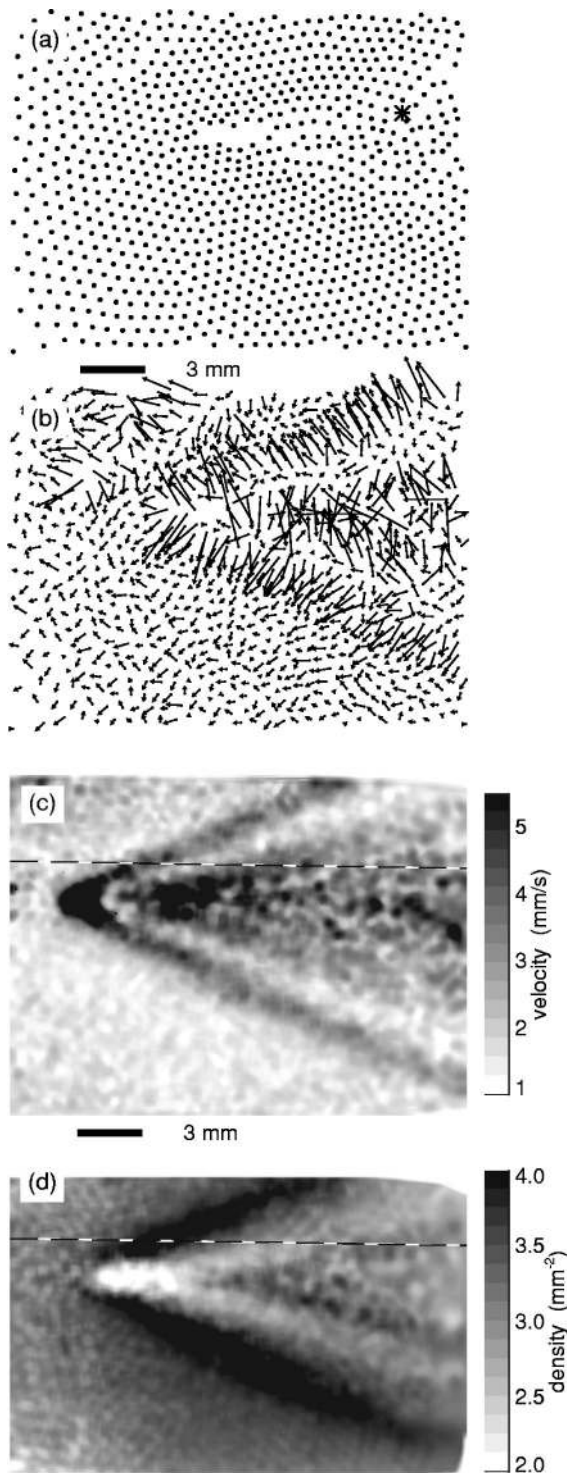 (a)
3 mm
(b)
(c)
5
4
3
2
1
velocity (mm/s)
3 mm
(d)
4.0
3.5
3.0
2.5
2.0
density (mm⁻²)